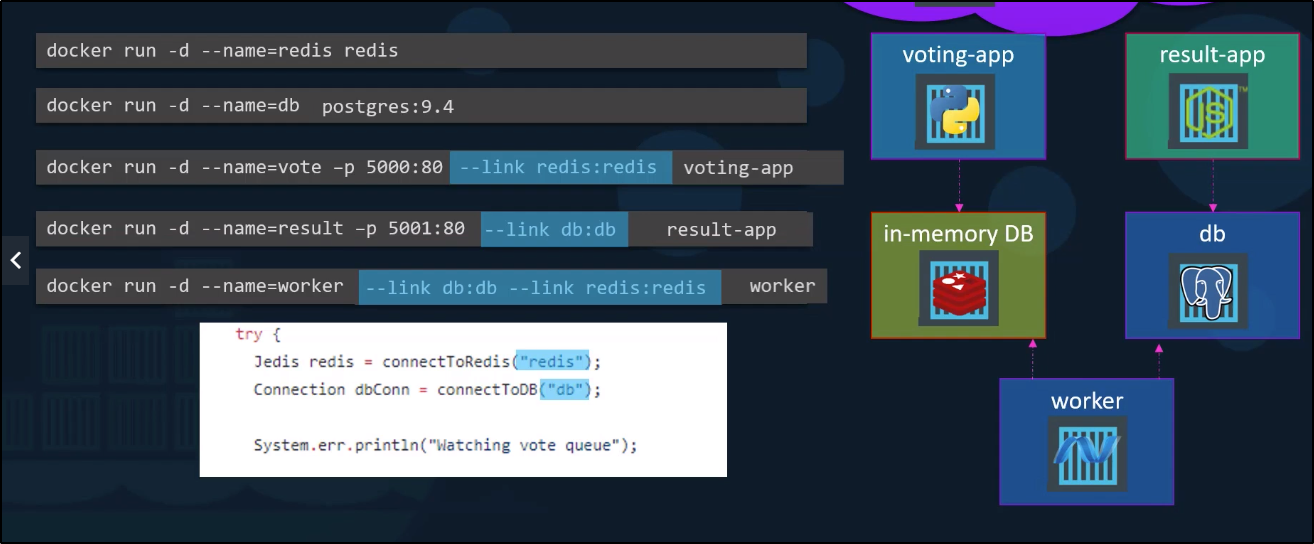 docker run -d --name=redis redis
docker run -d --name=db postgres:9.4
docker run -d --name=vote –p 5000:80 --link redis:redis voting-app
docker run -d --name=result –p 5001:80 --link db:db result-app
docker run -d --name=worker --link db:db --link redis:redis worker
try {
Jedis redis = connectToRedis("redis");
Connection dbConn = connectToDB("db");
System.err.println("Watching vote queue");
voting-app
result-app
JS
TM
in-memory DB
db
worker